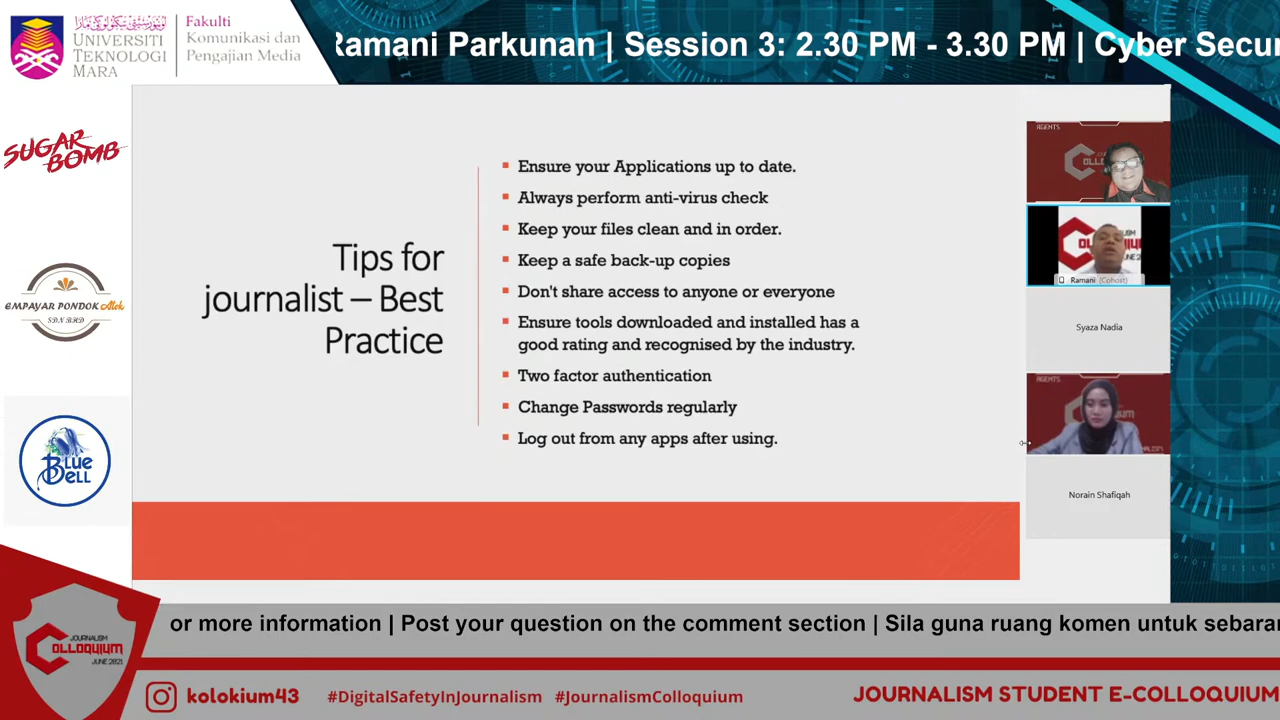 UNIVERSITI
TEKNOLOGI
MARA
Fakulti
Komunikasi dan
Pengajian Media
Ramani Parkunan | Session 3: 2.30 PM - 3.30 PM | Cyber Secur
SUGAR
BOMB
EMPAYAR PONDOK Atok
SDN BHD
BLUE
BELL
Tips for
journalist – Best
Practice
Ensure your Applications up to date.
Always perform anti-virus check
Keep your files clean and in order.
Keep a safe back-up copies
Don't share access to anyone or everyone
Ensure tools downloaded and installed has a
good rating and recognised by the industry.
Two factor authentication
Change Passwords regularly
Log out from any apps after using.
AGENTS
Ramani (Cohost)
Syaza Nadia
AGENTS
Norain Shafiqah
or more information | Post your question on the comment section | Sila guna ruang komen untuk sebaran
JOURNALISM
COLLOQUIUM
JUNE 2021
kolokium43
#DigitalSafetyInJournalism #JournalismColloquium
JOURNALISM STUDENT E-COLLOQUIUM